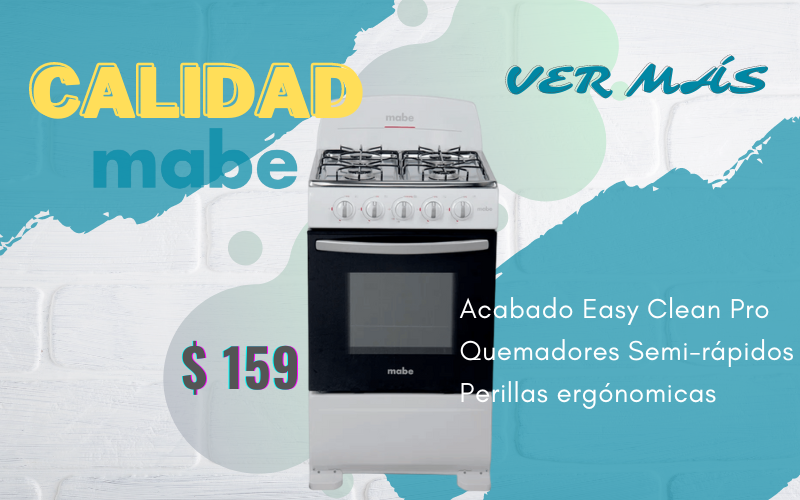 CALIDAD
mabe
VER MÁS
mabe
mabe
mabe
$ 159
Acabado Easy Clean Pro
Quemadores Semi-rápidos
Perillas ergónomicas